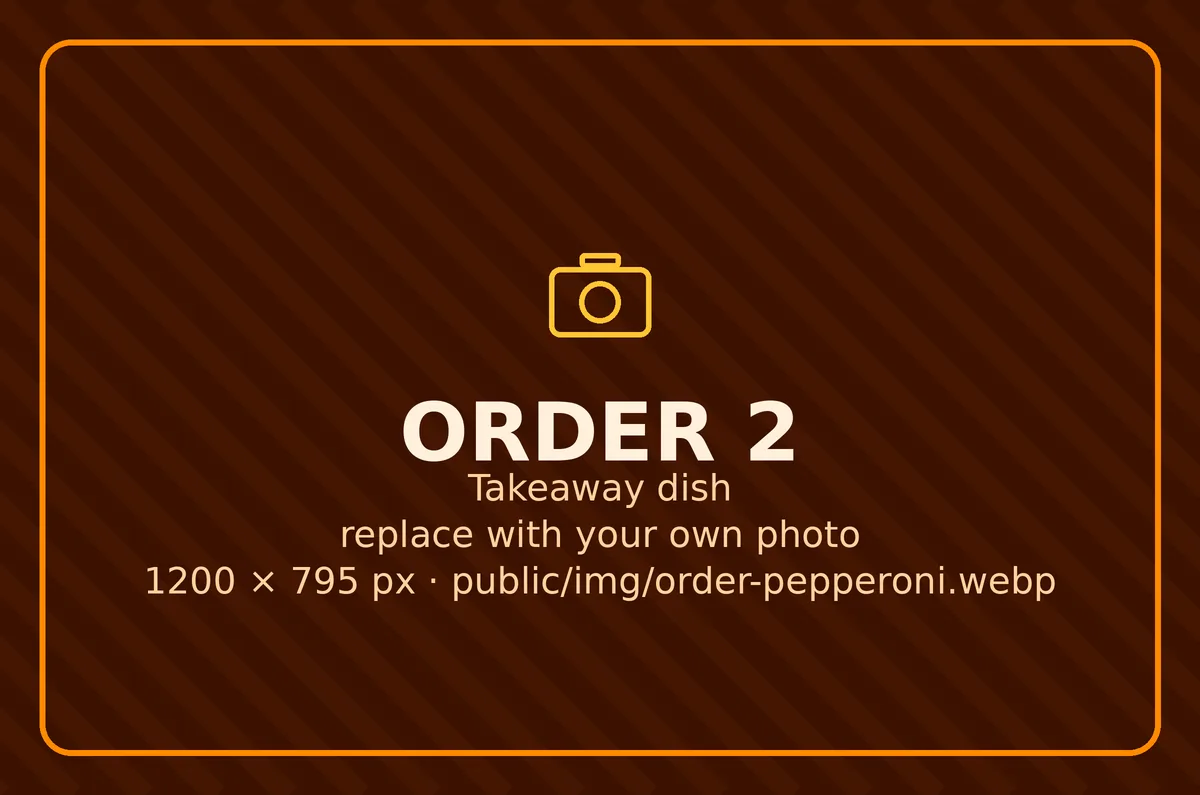 ORDER 2
Takeaway dish
replace with your own photo
1200 × 795 px · public/img/order-pepperoni.webp